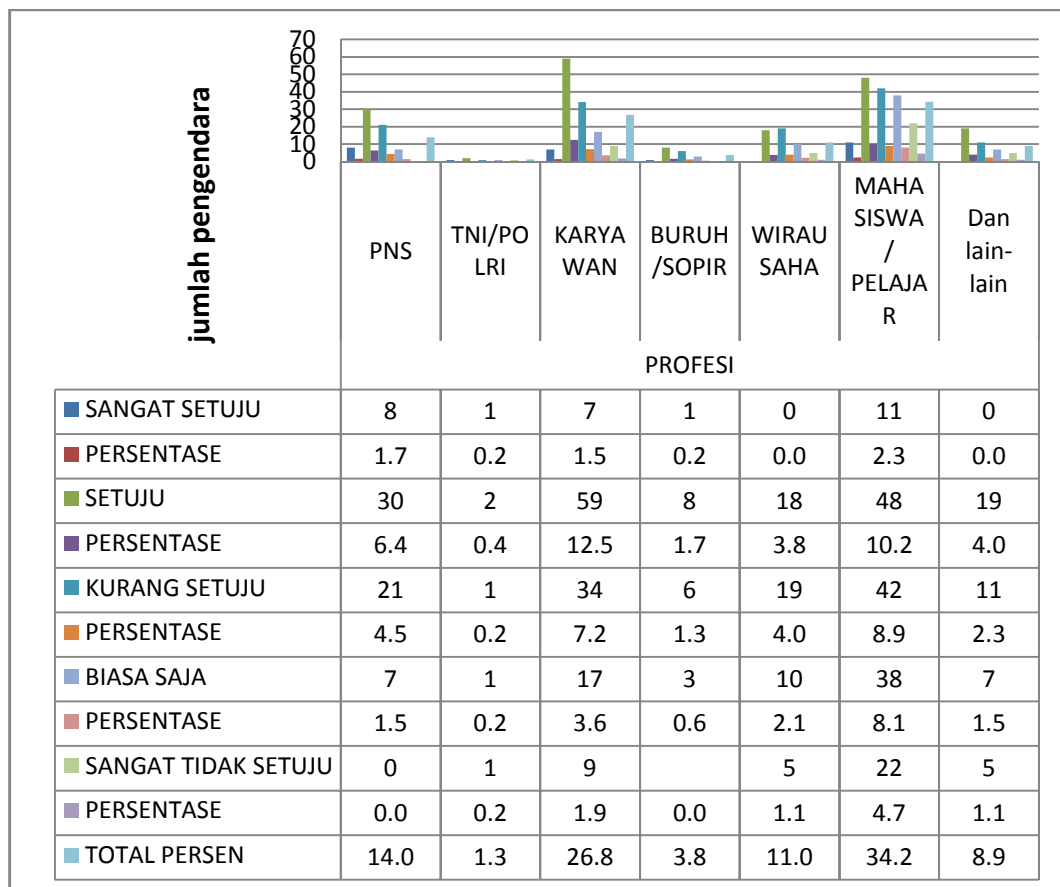 70
60
50
40
30
20
10
0
jumlah pengendara
PNS
TNI/PO
LRI
KARYA
WAN
BURUH
/SOPIR
WIRAU
SAHA
MAHA
SISWA
/
PELAJA
R
Dan
lain-
lain
PROFESI
SANGAT SETUJU 8 1 7 1 0 11 0
PERSENTASE 1.7 0.2 1.5 0.2 0.0 2.3 0.0
SETUJU 30 2 59 8 18 48 19
PERSENTASE 6.4 0.4 12.5 1.7 3.8 10.2 4.0
KURANG SETUJU 21 1 34 6 19 42 11
PERSENTASE 4.5 0.2 7.2 1.3 4.0 8.9 2.3
BIASA SAJA 7 1 17 3 10 38 7
PERSENTASE 1.5 0.2 3.6 0.6 2.1 8.1 1.5
SANGAT TIDAK SETUJU 0 1 9 5 22 5
PERSENTASE 0.0 0.2 1.9 0.0 1.1 4.7 1.1
TOTAL PERSEN 14.0 1.3 26.8 3.8 11.0 34.2 8.9